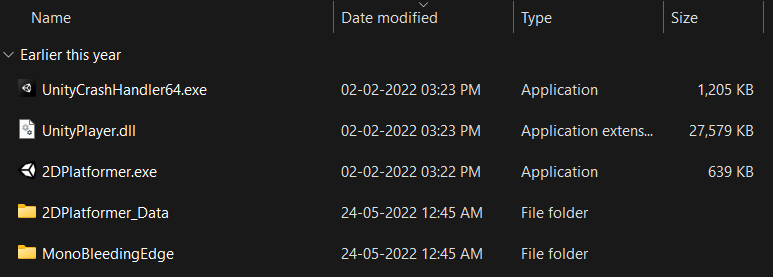 Name Date modified Type Size
Earlier this year
UnityCrashHandler64.exe 02-02-2022 03:23 PM Application 1,205 KB
UnityPlayer.dll 02-02-2022 03:23 PM Application extens... 27,579 KB
2DPlatformer.exe 02-02-2022 03:22 PM Application 639 KB
2DPlatformer_Data 24-05-2022 12:45 AM File folder
MonoBleedingEdge 24-05-2022 12:45 AM File folder